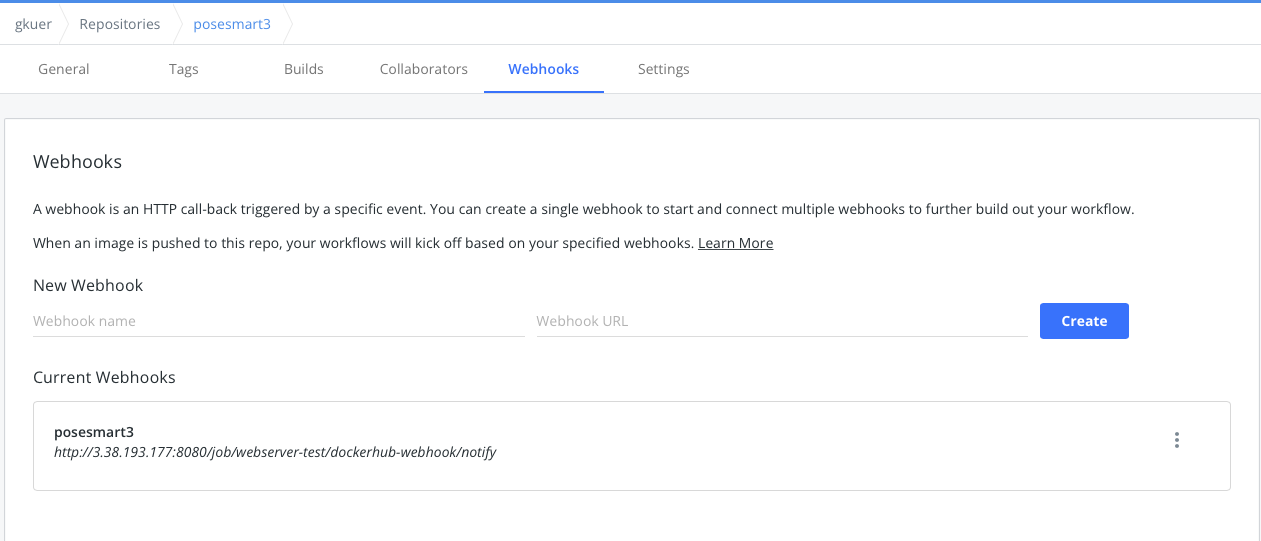 gkuer Repositories posesmart3
General Tags Builds Collaborators Webhooks Settings
Webhooks
A webhook is an HTTP call-back triggered by a specific event. You can create a single webhook to start and connect multiple webhooks to further build out your workflow.
When an image is pushed to this repo, your workflows will kick off based on your specified webhooks. Learn More
New Webhook
Webhook name Webhook URL Create
Current Webhooks
posesmart3
http://3.38.193.177:8080/job/webserver-test/dockerhub-webhook/notify